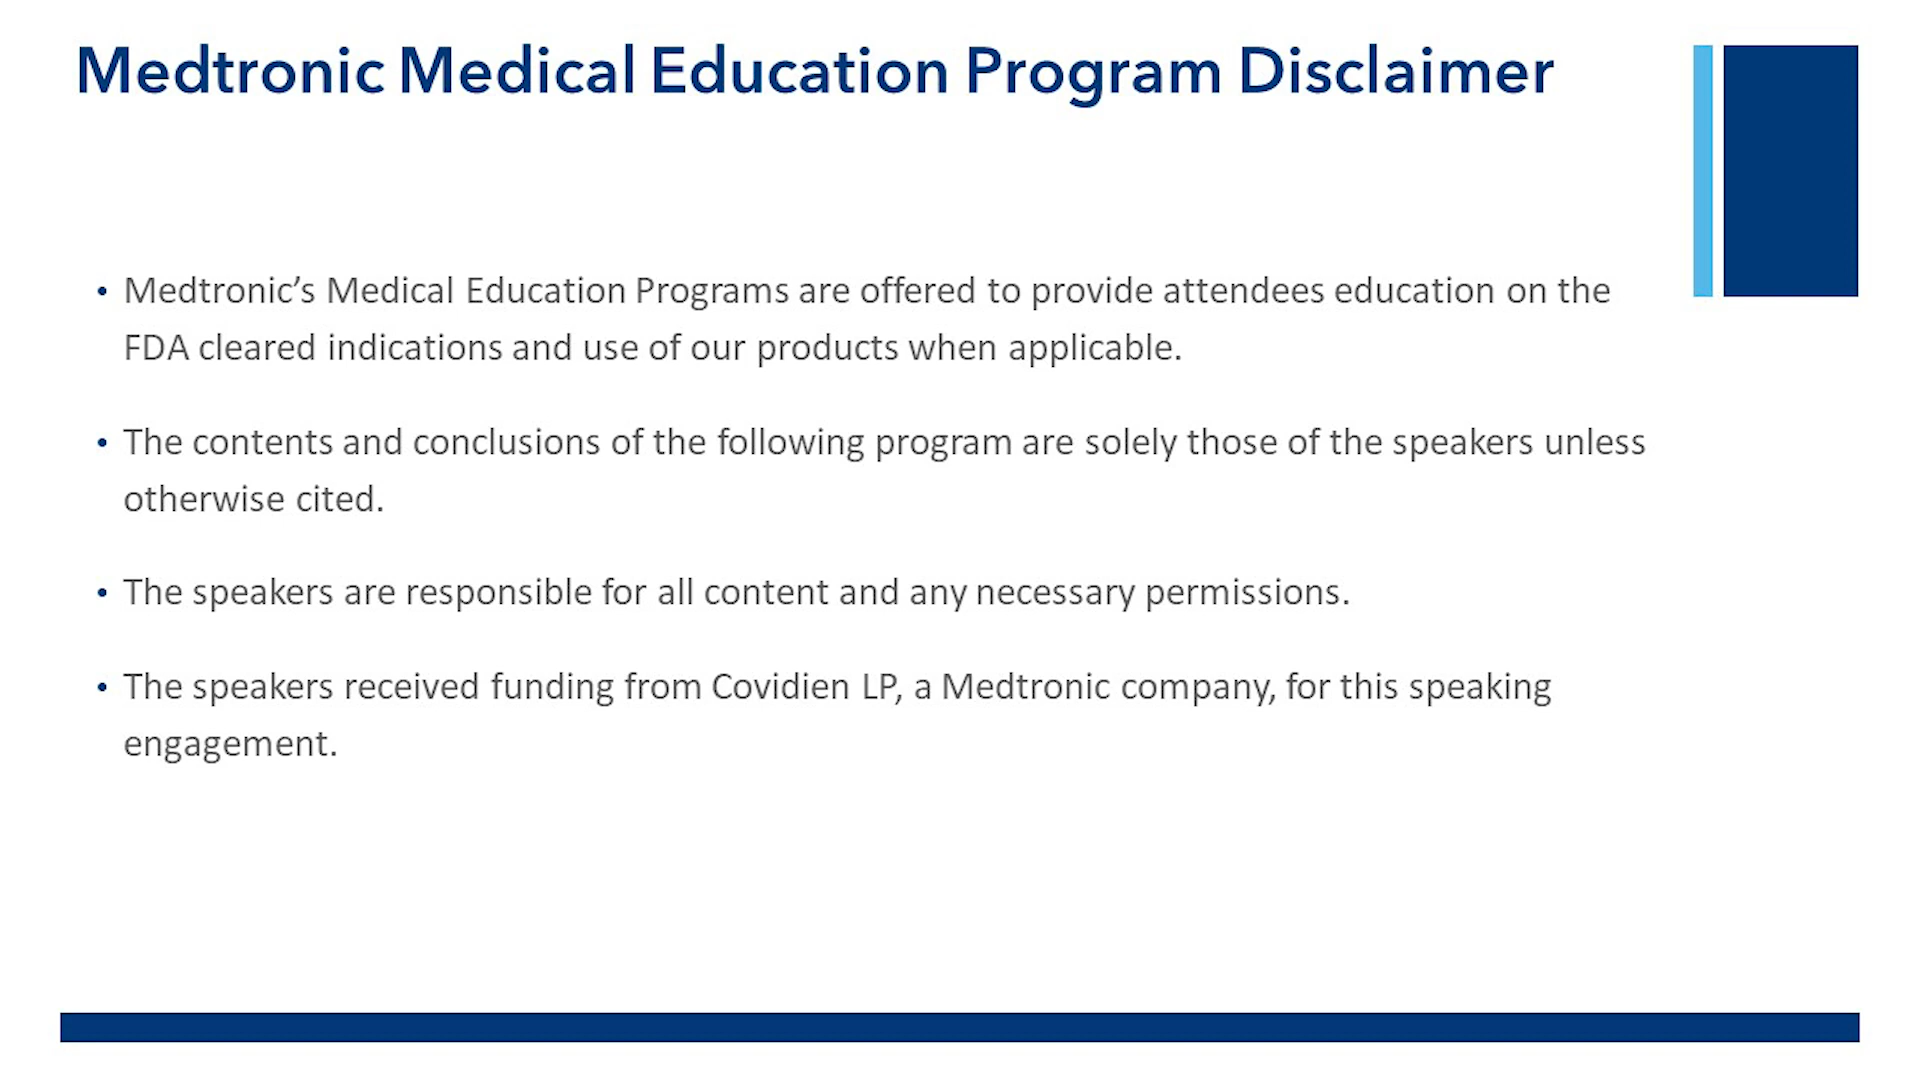 Medtronic Medical Education Program Disclaimer
• Medtronic’s Medical Education Programs are offered to provide attendees education on the
FDA cleared indications and use of our products when applicable.
• The contents and conclusions of the following program are solely those of the speakers unless
otherwise cited.
• The speakers are responsible for all content and any necessary permissions.
• The speakers received funding from Covidien LP, a Medtronic company, for this speaking
engagement.